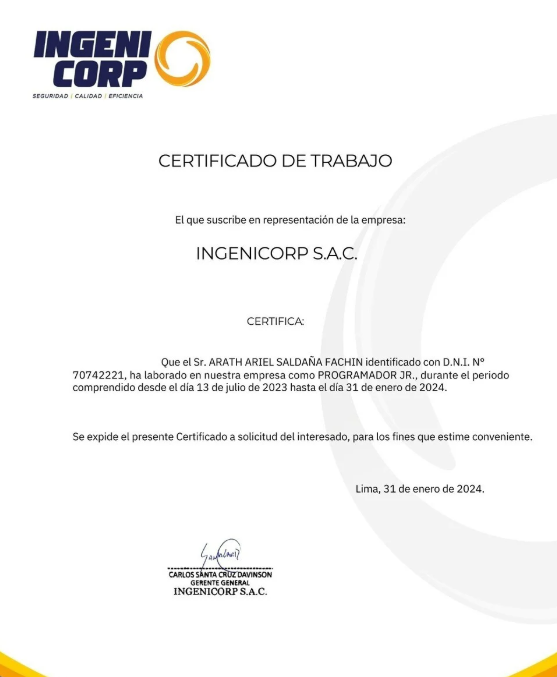 INGENI
CORP
SEGURIDAD | CALIDAD | EFICIENCIA
CERTIFICADO DE TRABAJO
El que suscribe en representación de la empresa:
INGENICORP S.A.C.
CERTIFICA:
Que el Sr. ARATH ARIEL SALDAÑA FACHIN identificado con D.N.I. N°
70742221, ha laborado en nuestra empresa como PROGRAMADOR JR., durante el periodo
comprendido desde el día 13 de julio de 2023 hasta el día 31 de enero de 2024.
Se expide el presente Certificado a solicitud del interesado, para los fines que estime conveniente.
Lima, 31 de enero de 2024.
CARLOS SANTA CRUZ DAVINSON
GERENTE GENERAL
INGENICORP S.A.C.